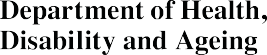 Department of Health,
Disability and Ageing